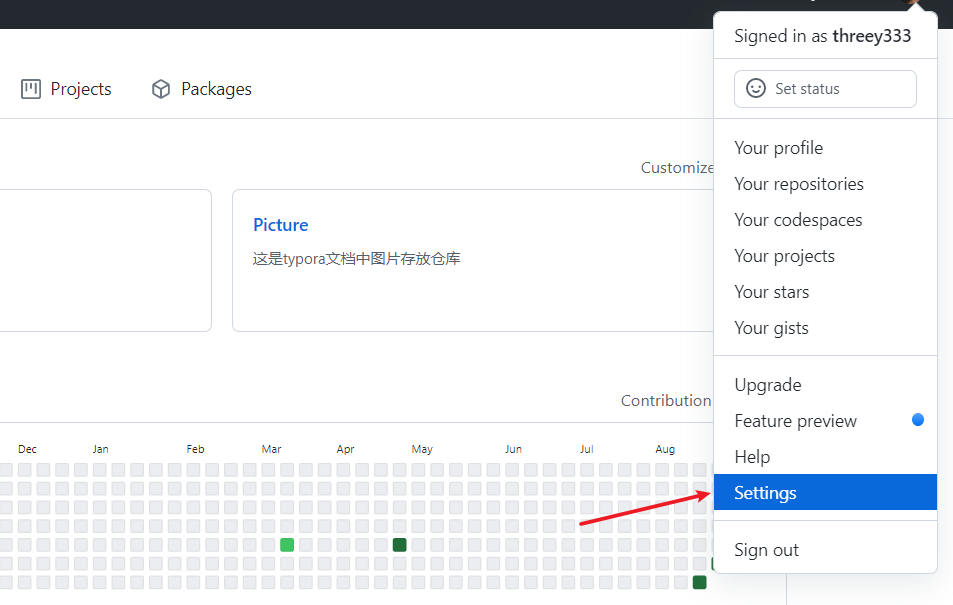 Signed in as threey333
Set status
Projects
Packages
Your profile
Customize
Your repositories
Your codespaces
Picture
这是typora文档中图片存放仓库
Your projects
Your stars
Your gists
Upgrade
Contribution
Feature preview
Dec Jan Feb Mar Apr May Jun Jul Aug
Help
Settings
Sign out